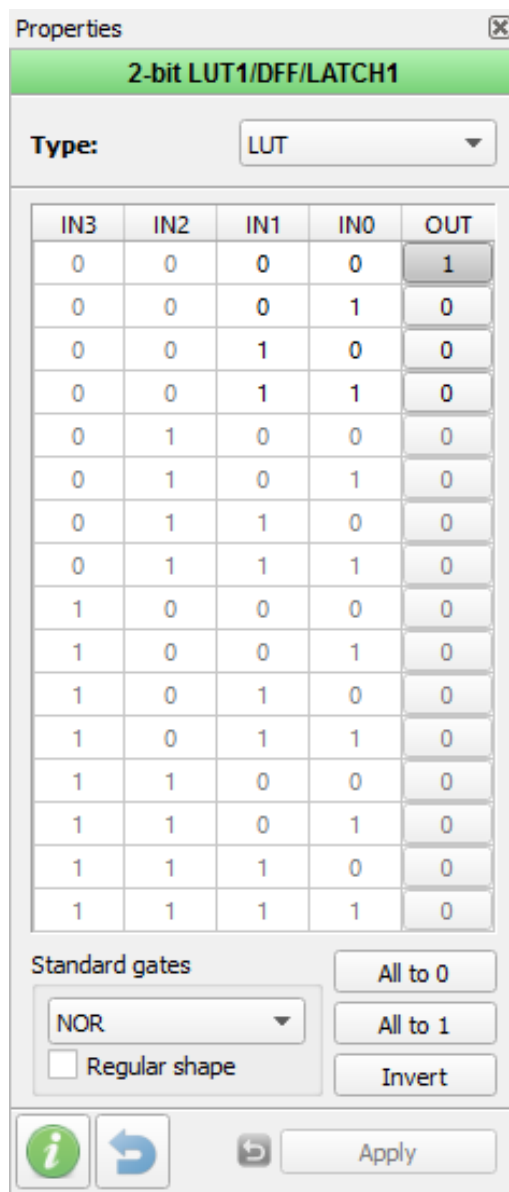 Properties
2-bit LUT1/DFF/LATCH1
Type: LUT
IN3 IN2 IN1 IN0 OUT
0 0 0 0 1
0 0 0 1 0
0 0 1 0 0
0 0 1 1 0
0 1 0 0 0
0 1 0 1 0
0 1 1 0 0
0 1 1 1 0
1 0 0 0 0
1 0 0 1 0
1 0 1 0 0
1 0 1 1 0
1 1 0 0 0
1 1 0 1 0
1 1 1 0 0
1 1 1 1 0
Standard gates
All to 0
NOR
All to 1
Regular shape
Invert
Apply